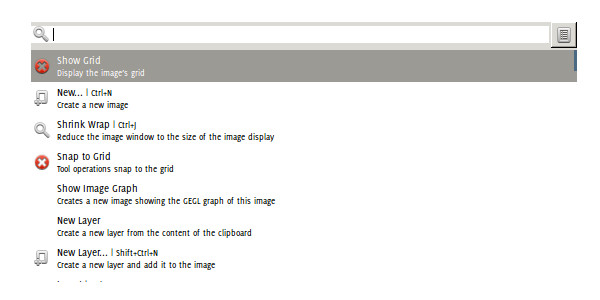 Show Grid
Display the image's grid
New... | Ctrl+N
Create a new image
Shrink Wrap | Ctrl+J
Reduce the image window to the size of the image display
Snap to Grid
Tool operations snap to the grid
Show Image Graph
Creates a new image showing the GEGL graph of this image
New Layer
Create a new layer from the content of the clipboard
New Layer... | Shift+Ctrl+N
Create a new layer and add it to the image